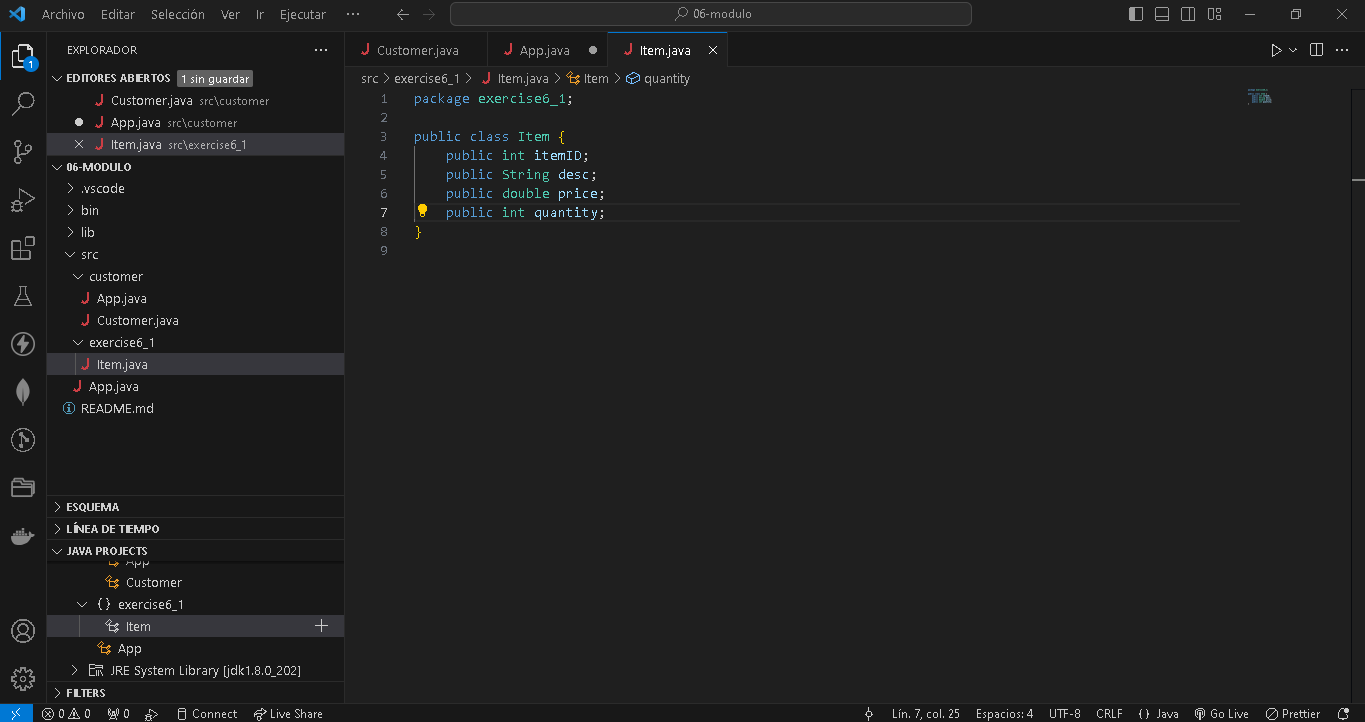 Archivo Editar Selección Ver Ir Ejecutar ··· 06-modulo
EXPLORADOR ···
EDITORES ABIERTOS 1 sin guardar
Customer.java src\customer
App.java src\customer
Item.java src\exercise6_1
06-MODULO
.vscode
bin
lib
src
customer
App.java
Customer.java
exercise6_1
Item.java
App.java
README.md
ESQUEMA
LÍNEA DE TIEMPO
JAVA PROJECTS
App
Customer
{} exercise6_1
Item
App
JRE System Library [jdk1.8.0_202]
FILTERS
1
Customer.java App.java Item.java
src > exercise6_1 > Item.java > Item > quantity
1 package exercise6_1;
2
3 public class Item {
4 public int itemID;
5 public String desc;
6 public double price;
7 public int quantity;
8 }
9
0 0 0 Connect Live Share Lín. 7, col. 25 Espacios: 4 UTF-8 CRLF {} Java Go Live Prettier